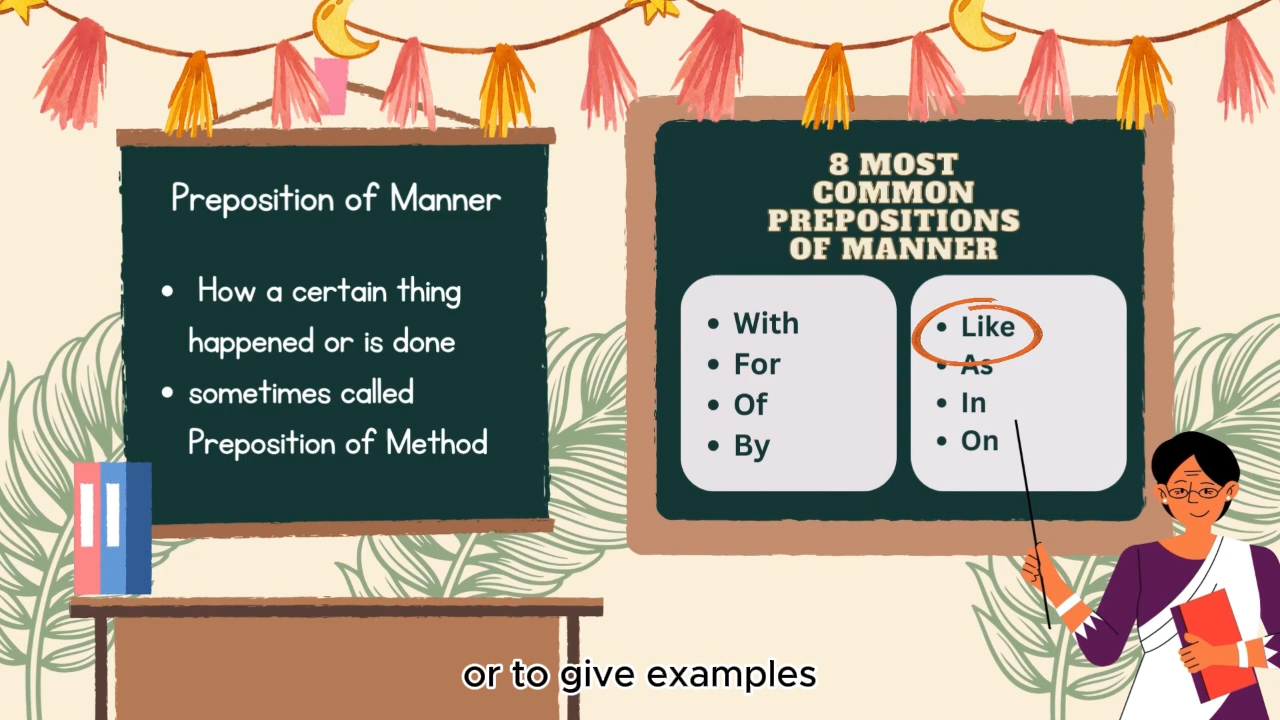 Preposition of Manner
• How a certain thing
happened or is done
• sometimes called
Preposition of Method
8 MOST
COMMON
PREPOSITIONS
OF MANNER
• With
• For
• Of
• By
• Like
• As
• In
• On
or to give examples